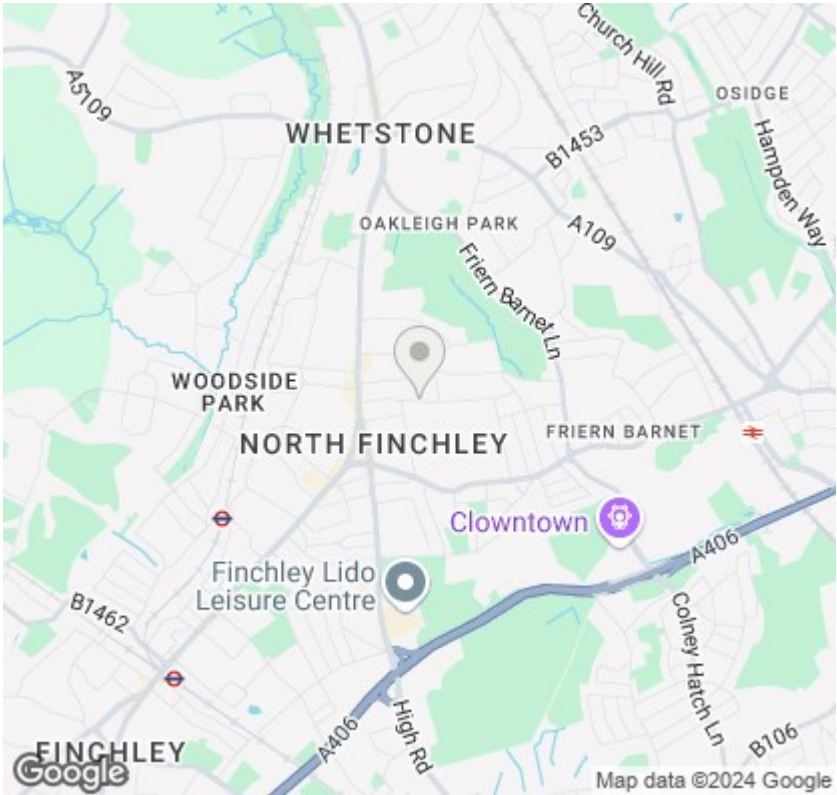 Church Hill Rd
A5109
OSIDGE
WHETSTONE
B1453
Hampden Way
OAKLEIGH PARK
A109
Friern Barnet Ln
WOODSIDE
PARK
NORTH FINCHLEY
FRIERN BARNET
Clowntown
A406
Finchley Lido
Leisure Centre
B1462
Colney Hatch Ln
High Rd
A406
B106
FINCHLEY
Google
Map data ©2024 Google